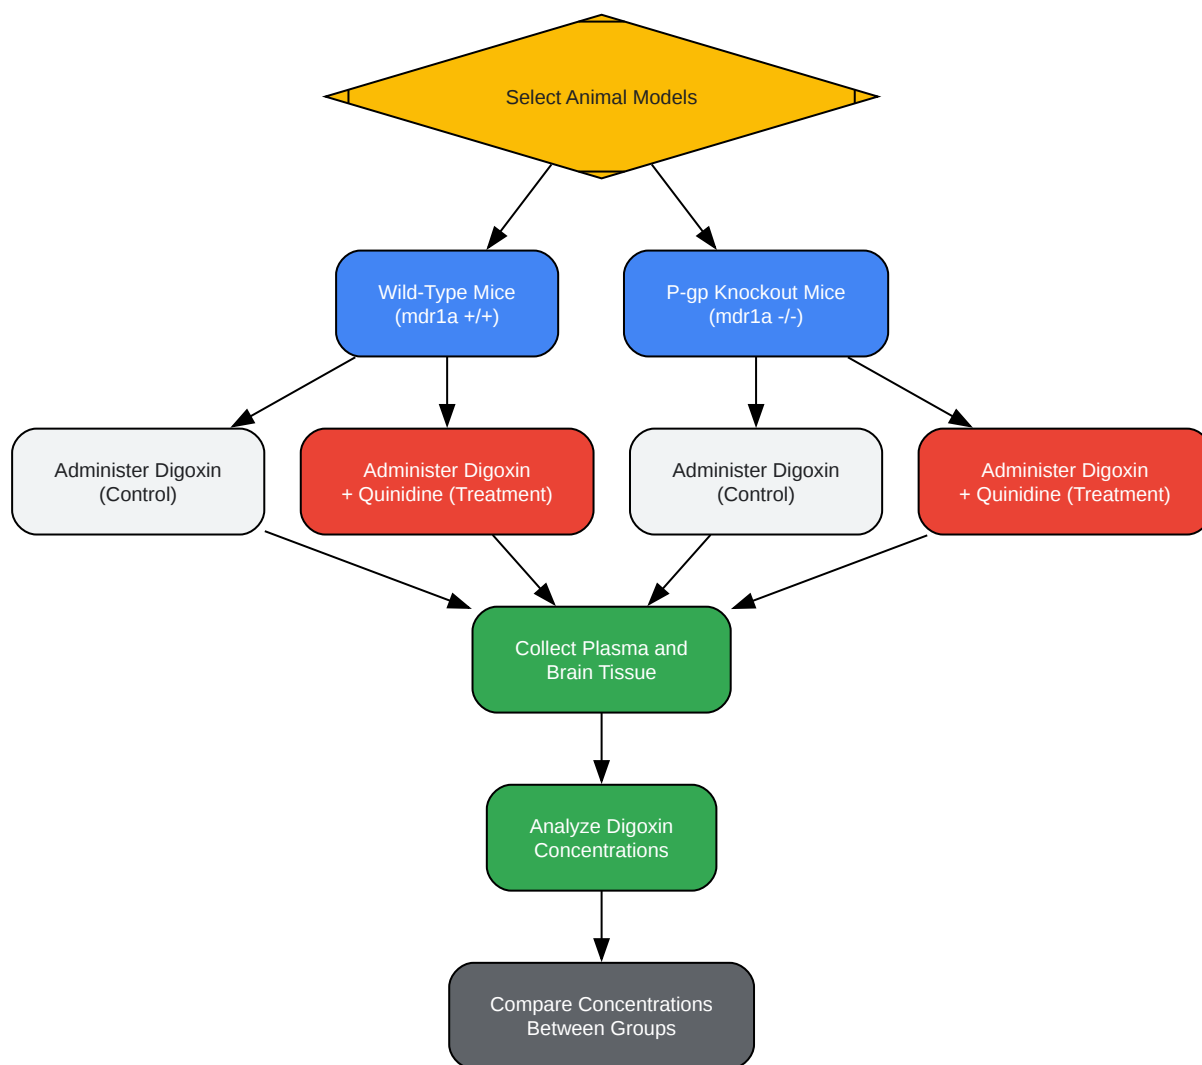 Select Animal Models
Wild-Type Mice
(mdr1a +/+)
P-gp Knockout Mice
(mdr1a -/-)
Administer Digoxin
(Control)
Administer Digoxin
+ Quinidine (Treatment)
Administer Digoxin
(Control)
Administer Digoxin
+ Quinidine (Treatment)
Collect Plasma and
Brain Tissue
Analyze Digoxin
Concentrations
Compare Concentrations
Between Groups